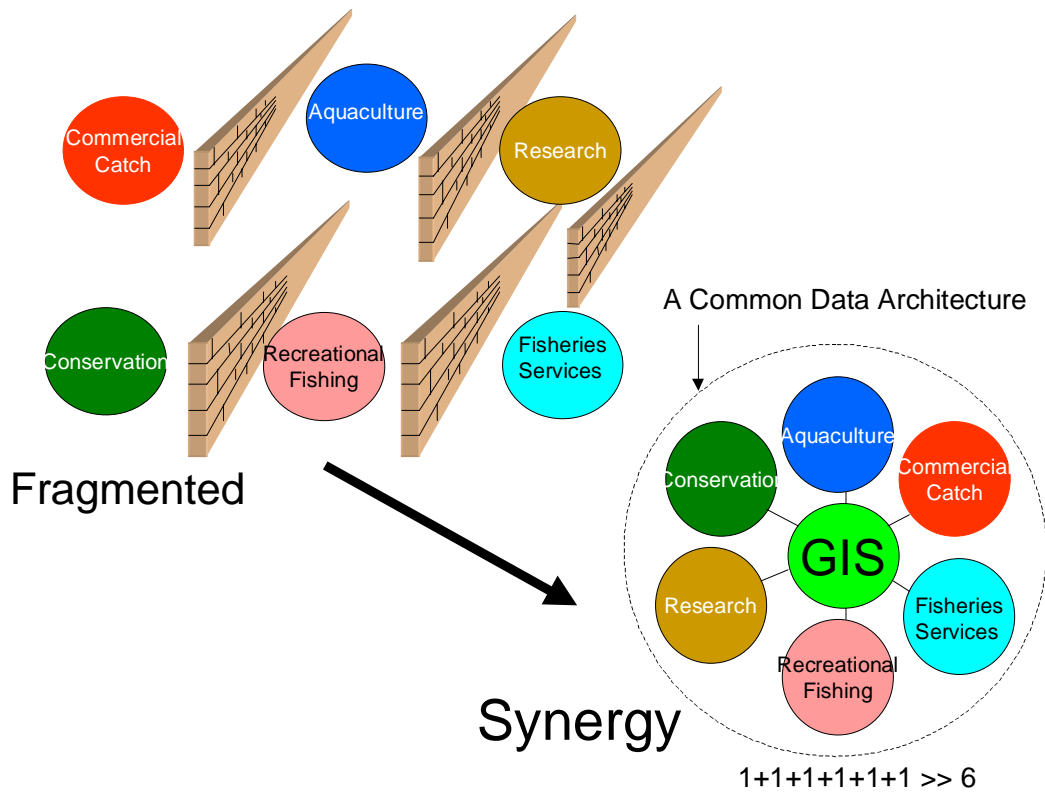 Commercial
Catch
Aquaculture
Research
Conservation
Recreational
Fishing
Fisheries
Services
Fragmented
A Common Data Architecture
Aquaculture
Conservation
Commercial
Catch
GIS
Research
Fisheries
Services
Recreational
Fishing
Synergy
1+1+1+1+1+1 >> 6